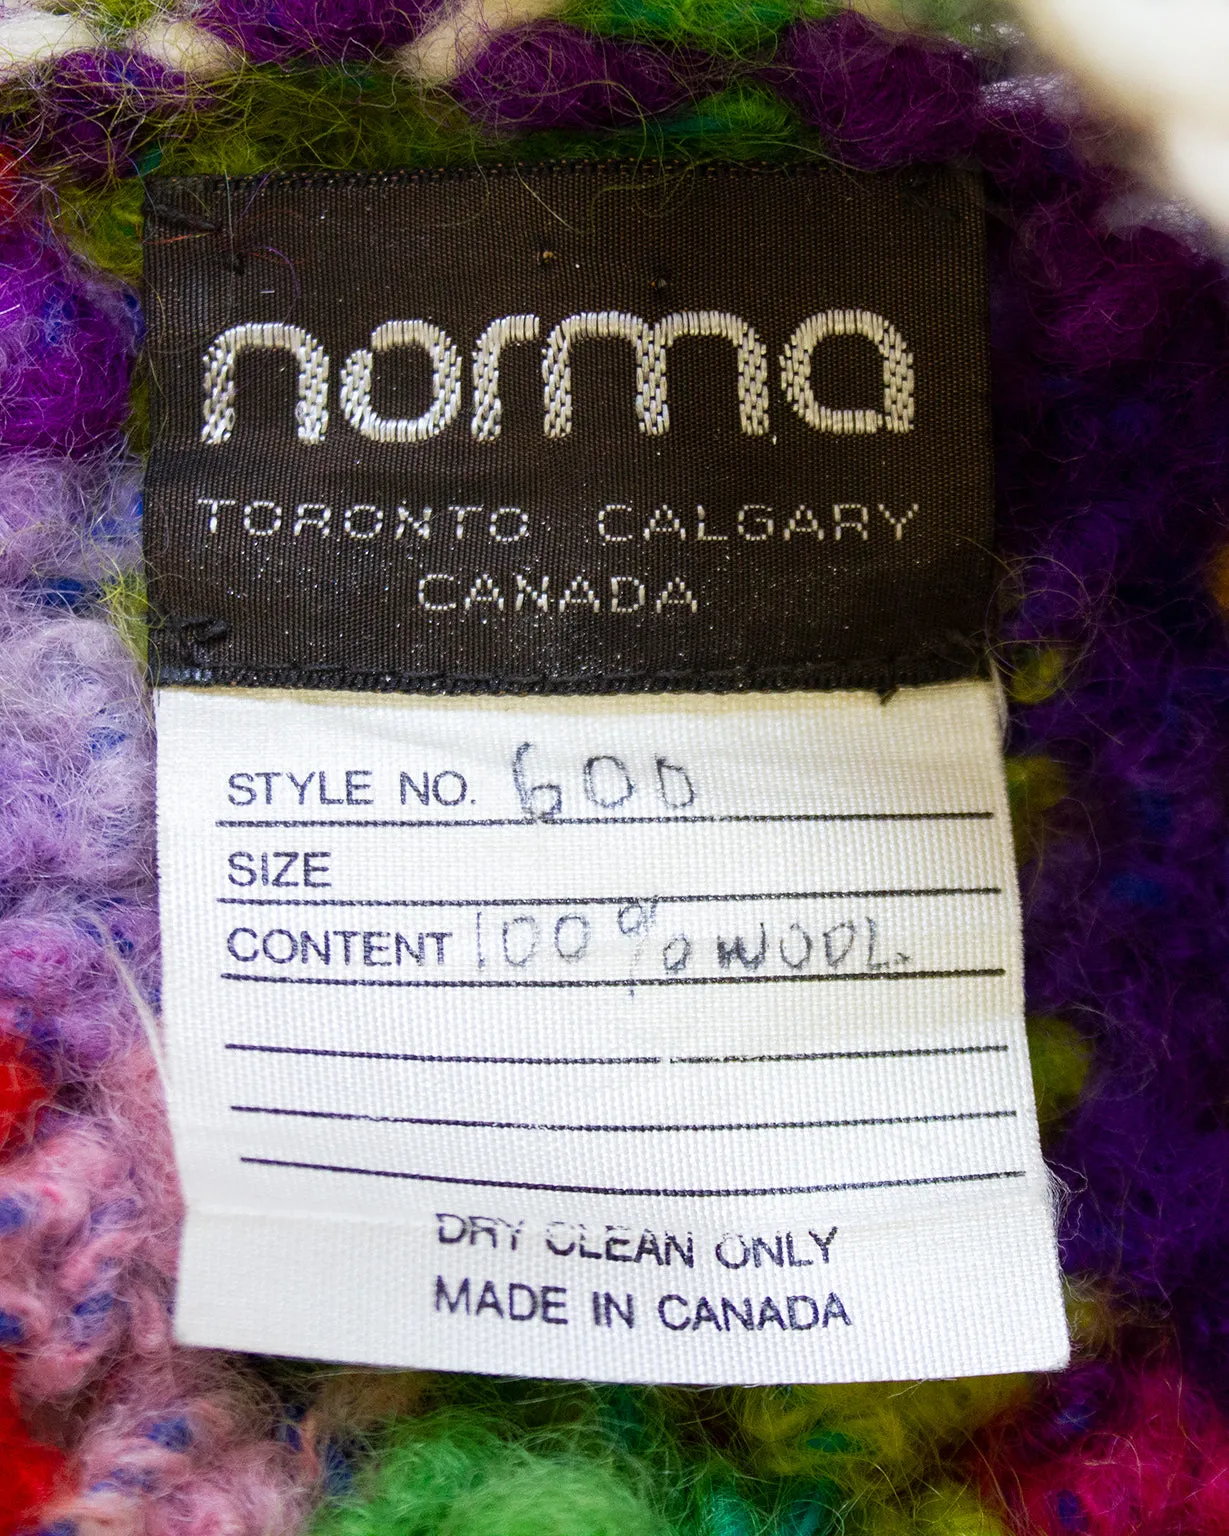 norma
TORONTO CALGARY
CANADA
STYLE NO. 600
SIZE
CONTENT 100% WOOL.
DRY CLEAN ONLY
MADE IN CANADA